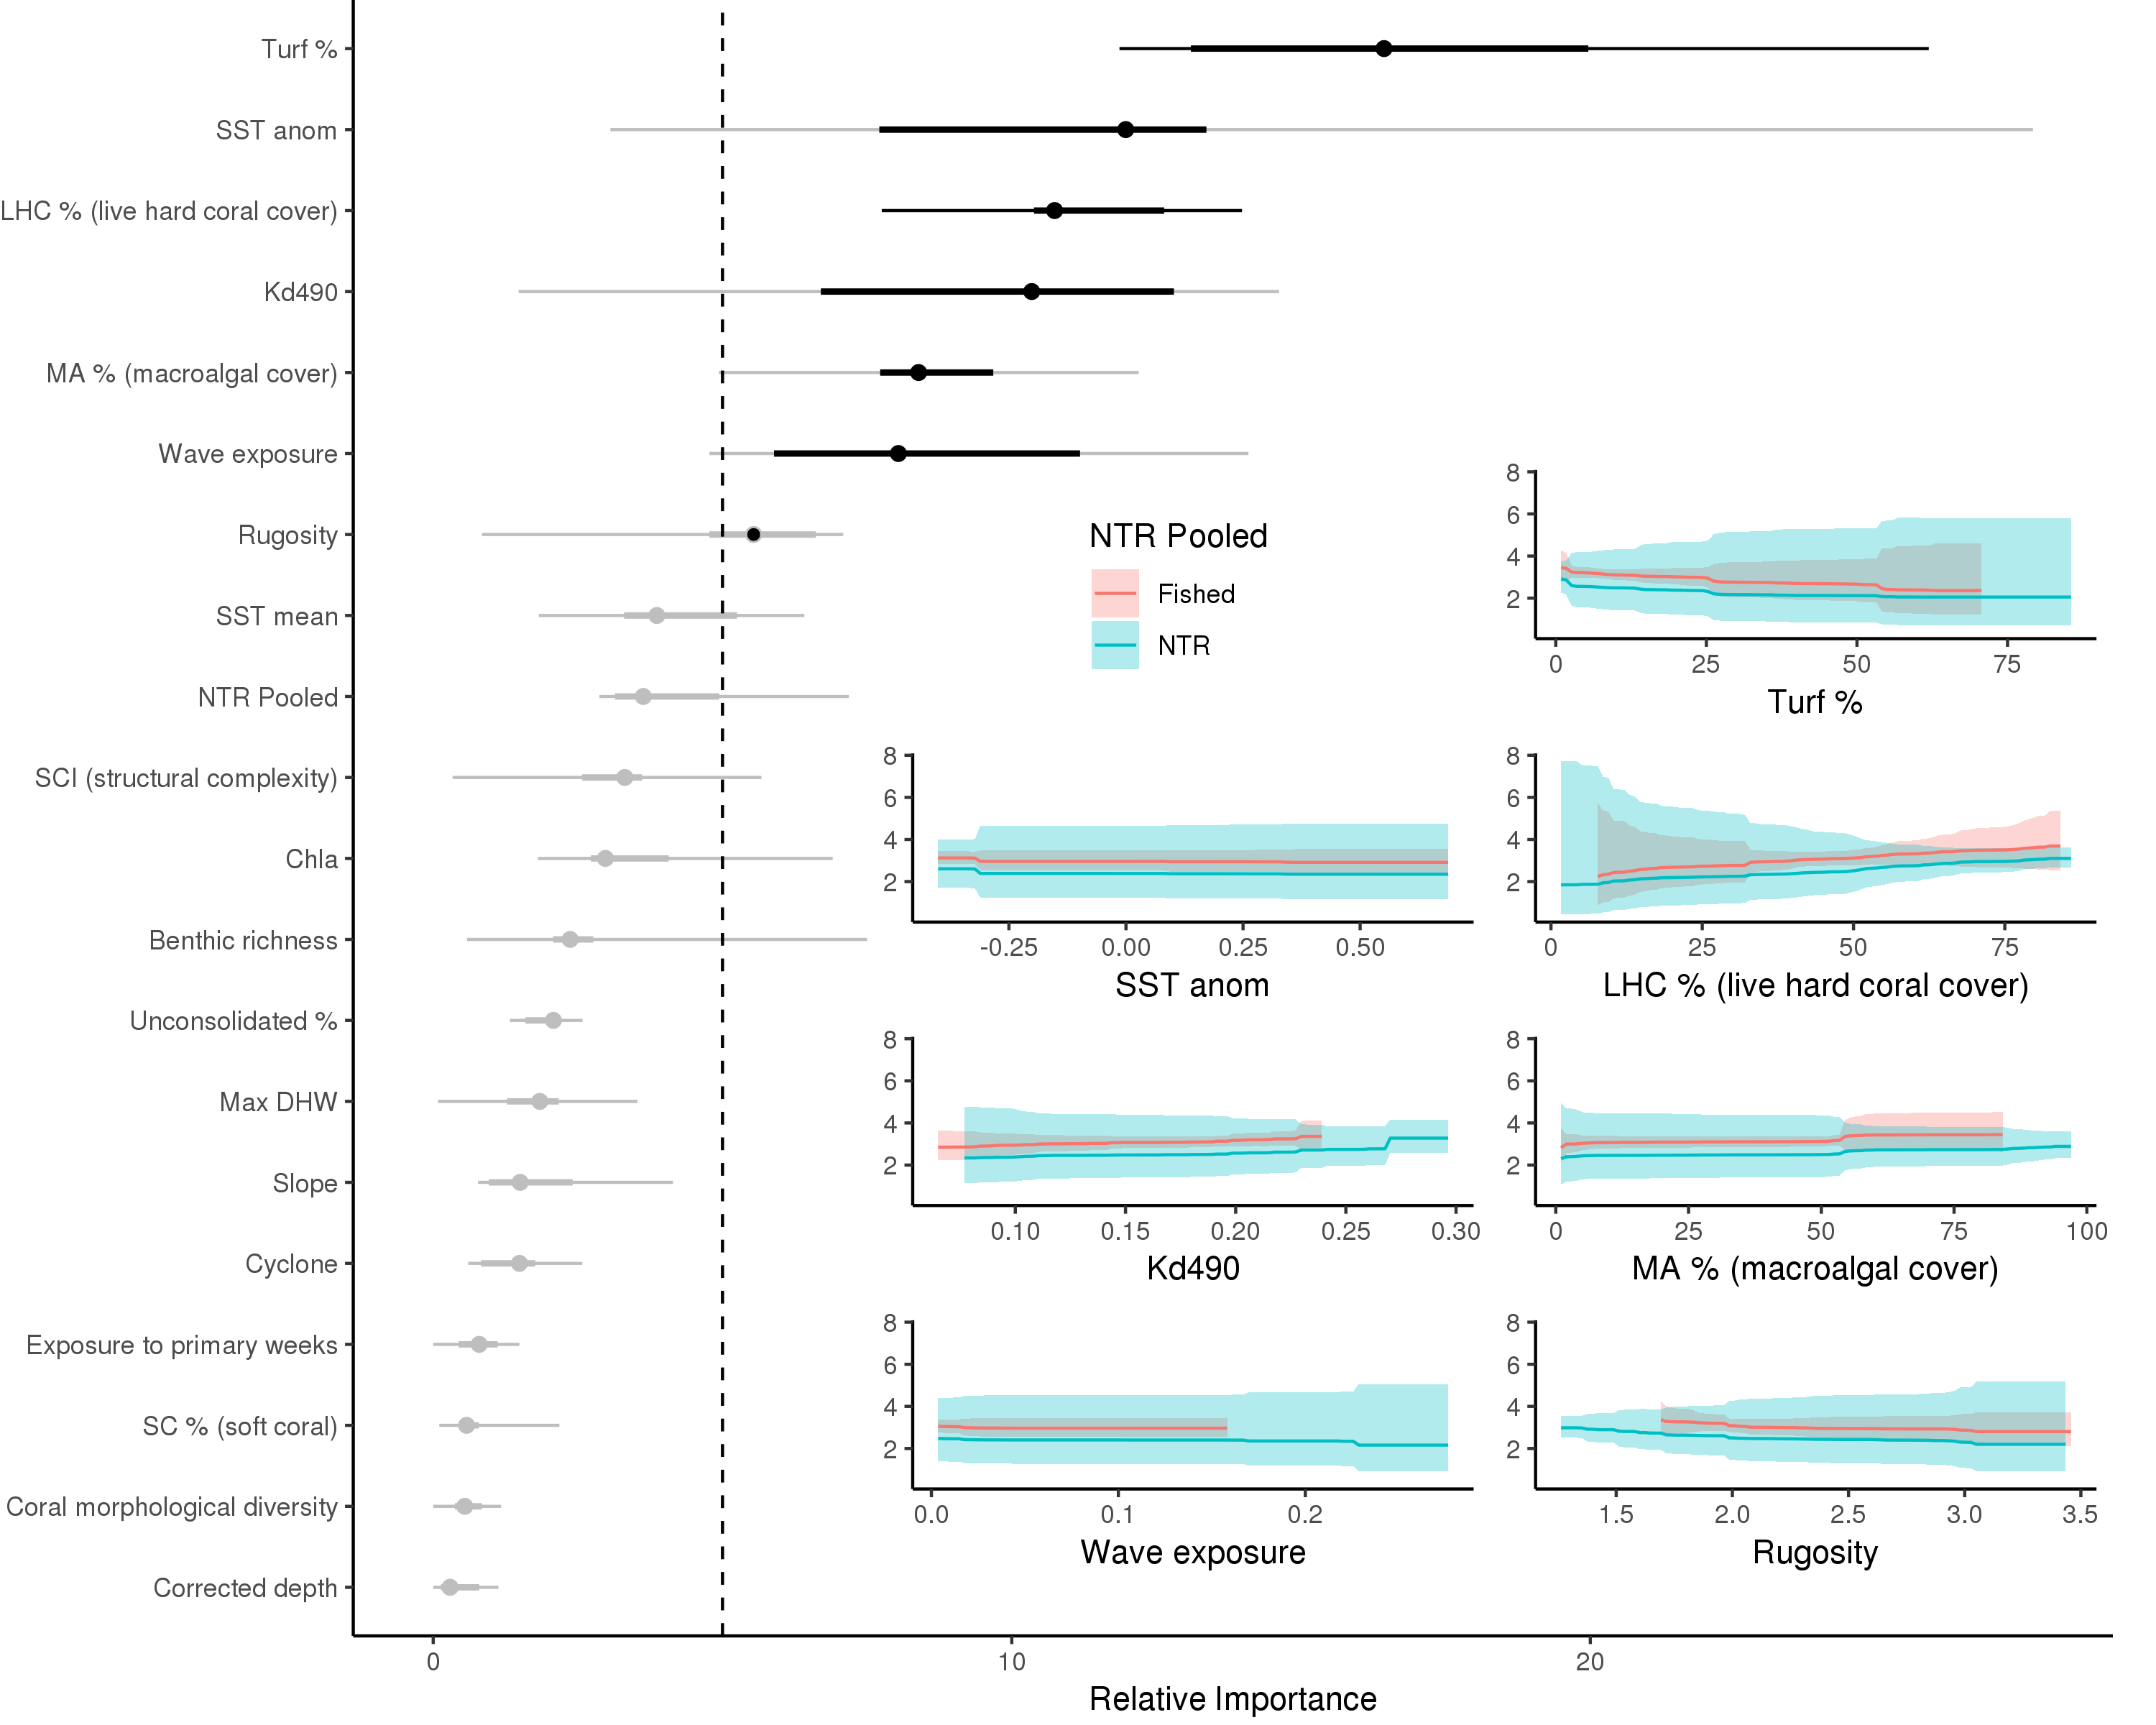 Turf %
SST anom
LHC % (live hard coral cover)
Kd490
MA % (macroalgal cover)
Wave exposure
Rugosity
SST mean
NTR Pooled
SCI (structural complexity)
Chla
Benthic richness
Unconsolidated %
Max DHW
Slope
Cyclone
Exposure to primary weeks
SC % (soft coral)
Coral morphological diversity
Corrected depth
0 10 20
Relative Importance
NTR Pooled
Fished
NTR
8
6
4
2
0 25 50 75
Turf %
8
6
4
2
-0.25 0.00 0.25 0.50
SST anom
8
6
4
2
0 25 50 75
LHC % (live hard coral cover)
8
6
4
2
0.10 0.15 0.20 0.25 0.30
Kd490
8
6
4
2
0 25 50 75 100
MA % (macroalgal cover)
8
6
4
2
0.0 0.1 0.2
Wave exposure
8
6
4
2
1.5 2.0 2.5 3.0 3.5
Rugosity